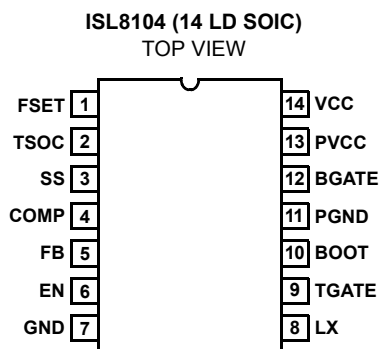 ISL8104 (14 LD SOIC)
TOP VIEW
FSET 1
TSOC 2
SS 3
COMP 4
FB 5
EN 6
GND 7
14 VCC
13 PVCC
12 BGATE
11 PGND
10 BOOT
9 TGATE
8 LX